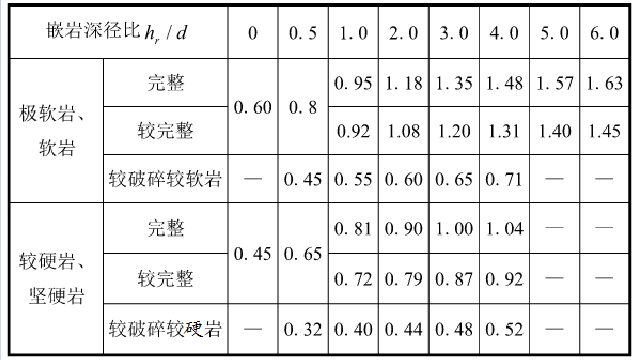 嵌岩深径比 hr / d 0 0.5 1.0 2.0 3.0 4.0 5.0 6.0
极软岩、软岩 完整 0.60 0.8 0.95 1.18 1.35 1.48 1.57 1.63
较完整 0.92 1.08 1.20 1.31 1.40 1.45
较破碎较软岩 — 0.45 0.55 0.60 0.65 0.71 — —
较硬岩、坚硬岩 完整 0.45 0.65 0.81 0.90 1.00 1.04 — —
较完整 0.72 0.79 0.87 0.92 — —
较破碎较硬岩 — 0.32 0.40 0.44 0.48 0.52 — —